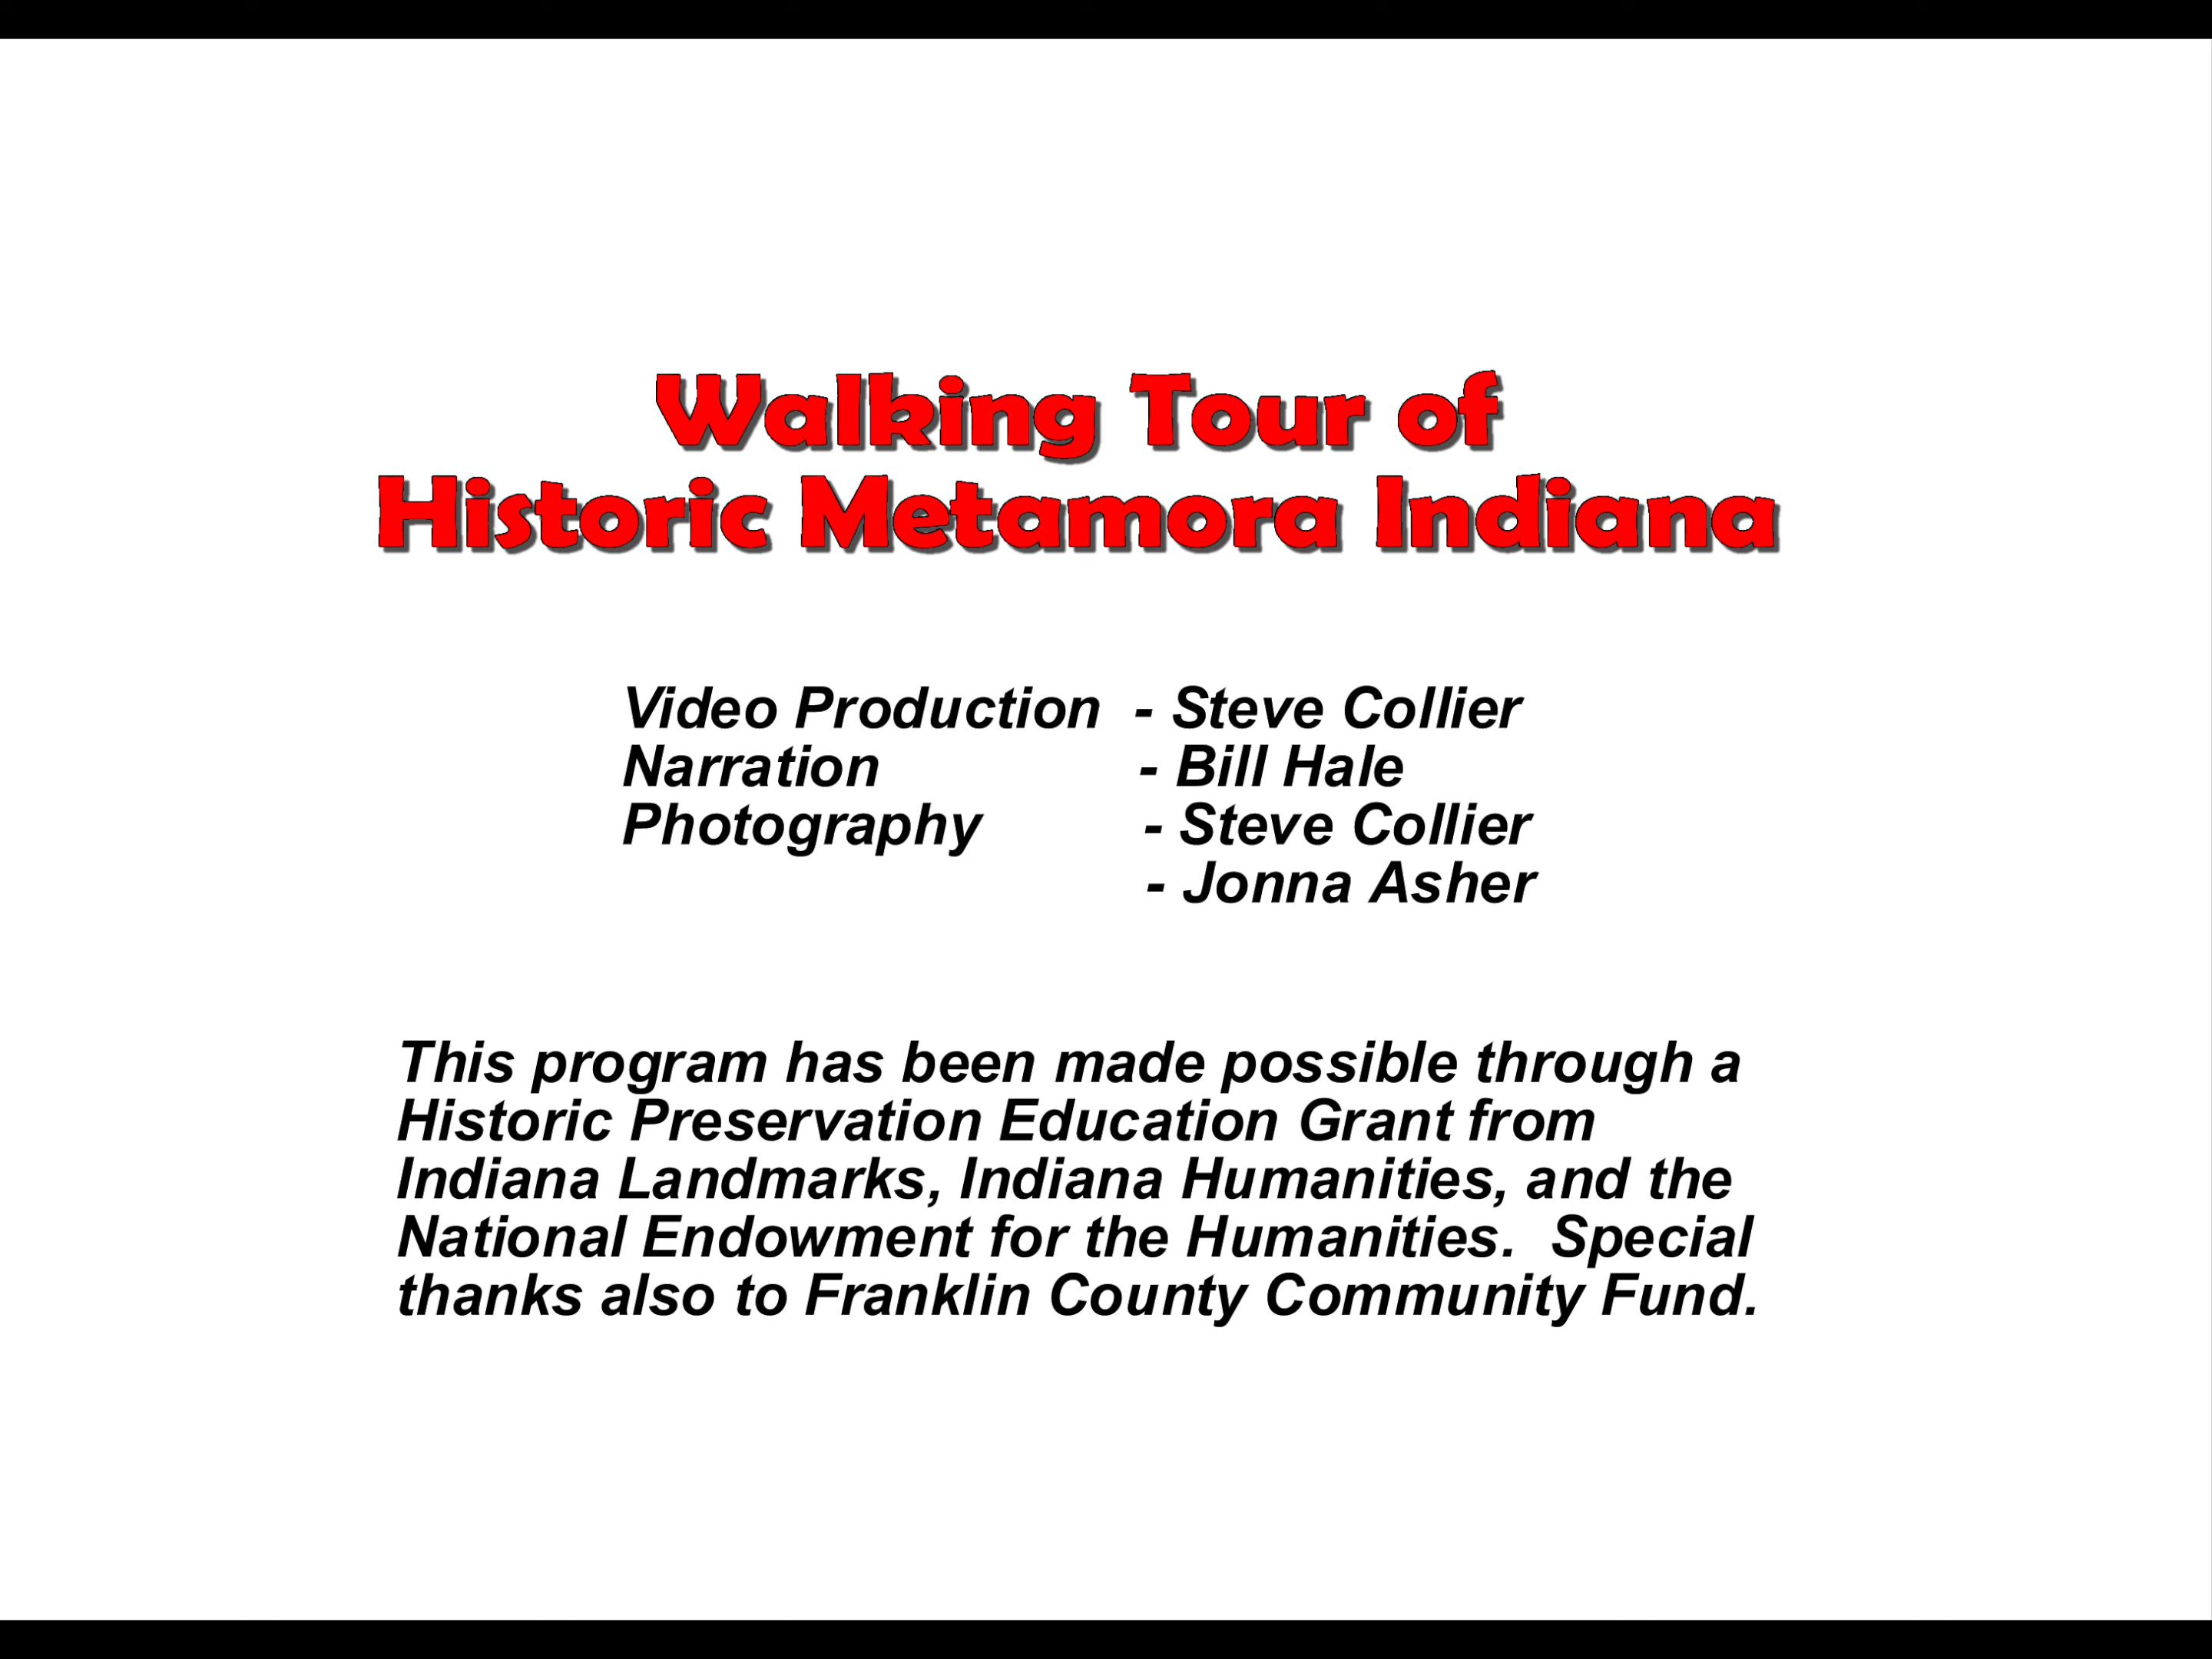 Walking Tour of
Historic Metamora Indiana
Video Production - Steve Collier
Narration - Bill Hale
Photography - Steve Collier
- Jonna Asher
This program has been made possible through a
Historic Preservation Education Grant from
Indiana Landmarks, Indiana Humanities, and the
National Endowment for the Humanities.  Special
thanks also to Franklin County Community Fund.